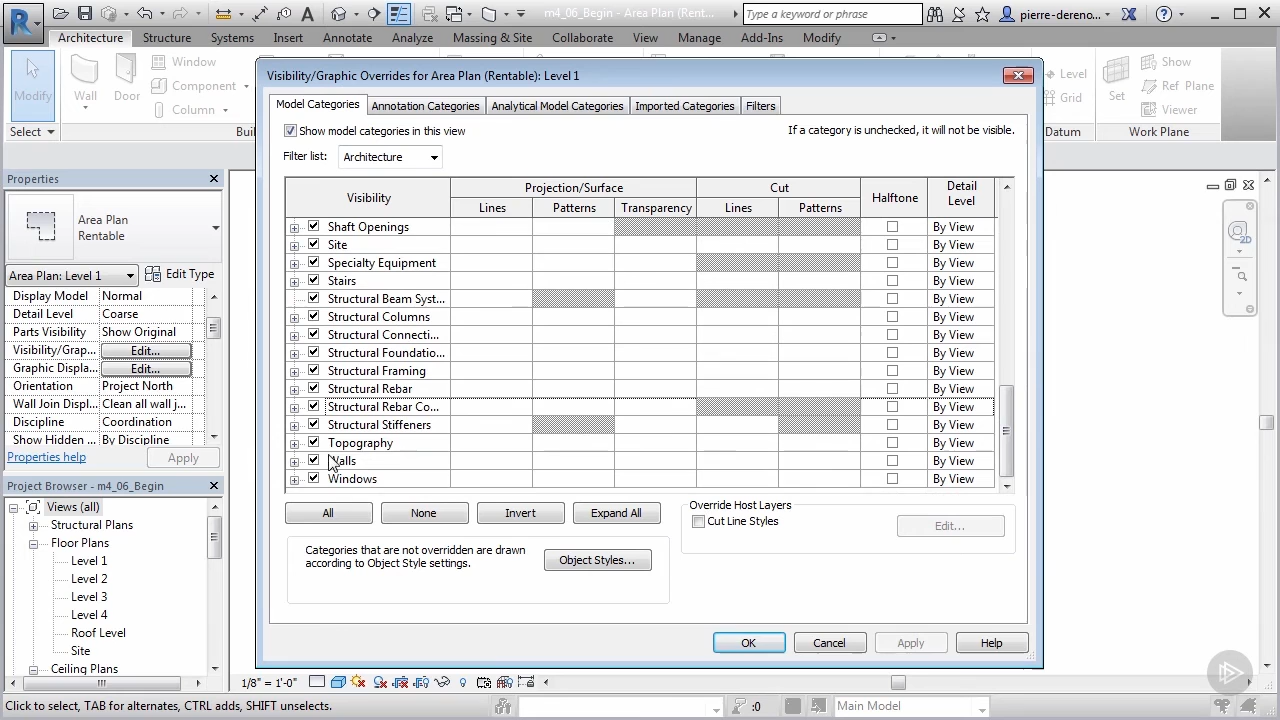 m4_06_Begin - Area Plan (Rent...
Type a keyword or phrase
pierre-dereno...
Architecture
Structure
Systems
Insert
Annotate
Analyze
Massing & Site
Collaborate
View
Manage
Add-Ins
Modify
Modify
Wall
Door
Window
Component
Column
Level
Grid
Set
Show
Ref Plane
Viewer
Select
Datum
Work Plane
Properties
Area Plan
Rentable
Area Plan: Level 1
Edit Type
Display Model Normal
Detail Level Coarse
Parts Visibility Show Original
Visibility/Grap... Edit...
Graphic Displa... Edit...
Orientation Project North
Wall Join Displ... Clean all wall j...
Discipline Coordination
Show Hidden By Discipline
Properties help
Apply
Project Browser - m4_06_Begin
Views (all)
Structural Plans
Floor Plans
Level 1
Level 2
Level 3
Level 4
Roof Level
Site
Ceiling Plans
Visibility/Graphic Overrides for Area Plan (Rentable): Level 1
Model Categories
Annotation Categories
Analytical Model Categories
Imported Categories
Filters
Show model categories in this view
If a category is unchecked, it will not be visible.
Filter list:
Architecture
Visibility
Projection/Surface
Cut
Halftone
Detail
Level
Lines
Patterns
Transparency
Lines
Patterns
Shaft Openings By View
Site By View
Specialty Equipment By View
Stairs By View
Structural Beam Syst... By View
Structural Columns By View
Structural Connecti... By View
Structural Foundatio... By View
Structural Framing By View
Structural Rebar By View
Structural Rebar Co... By View
Structural Stiffeners By View
Topography By View
Walls By View
Windows By View
All
None
Invert
Expand All
Override Host Layers
Cut Line Styles
Edit...
Categories that are not overridden are drawn
according to Object Style settings.
Object Styles...
OK
Cancel
Apply
Help
1/8" = 1'-0"
Click to select, TAB for alternates, CTRL adds, SHIFT unselects.
:0
Main Model